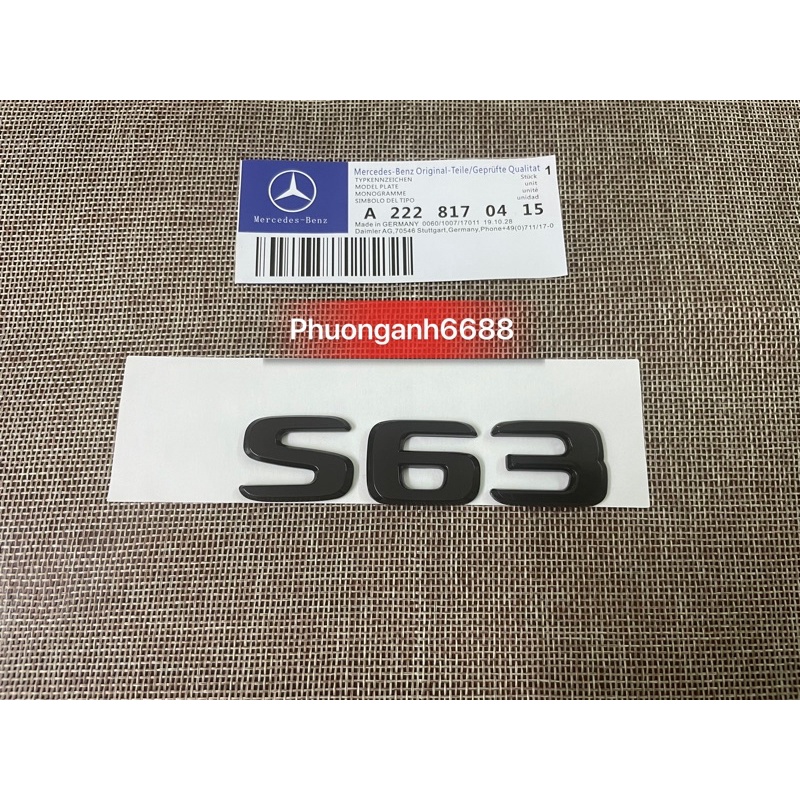 Mercedes-Benz
Mercedes-Benz Original-Teile/Geprüfte Qualitat 1
TYPKENNZEICHEN
MODEL PLATE
MONOGRAMME
SIMBOLO DEL TIPO
Stück
unit
unité
unidad
A 222 817 04 15
Made in GERMANY 0060/1007/17011 19.10.28
Daimler AG,70546 Stuttgart,Germany,Phone+49(0)711/17-0
Phuonganh6688
S63